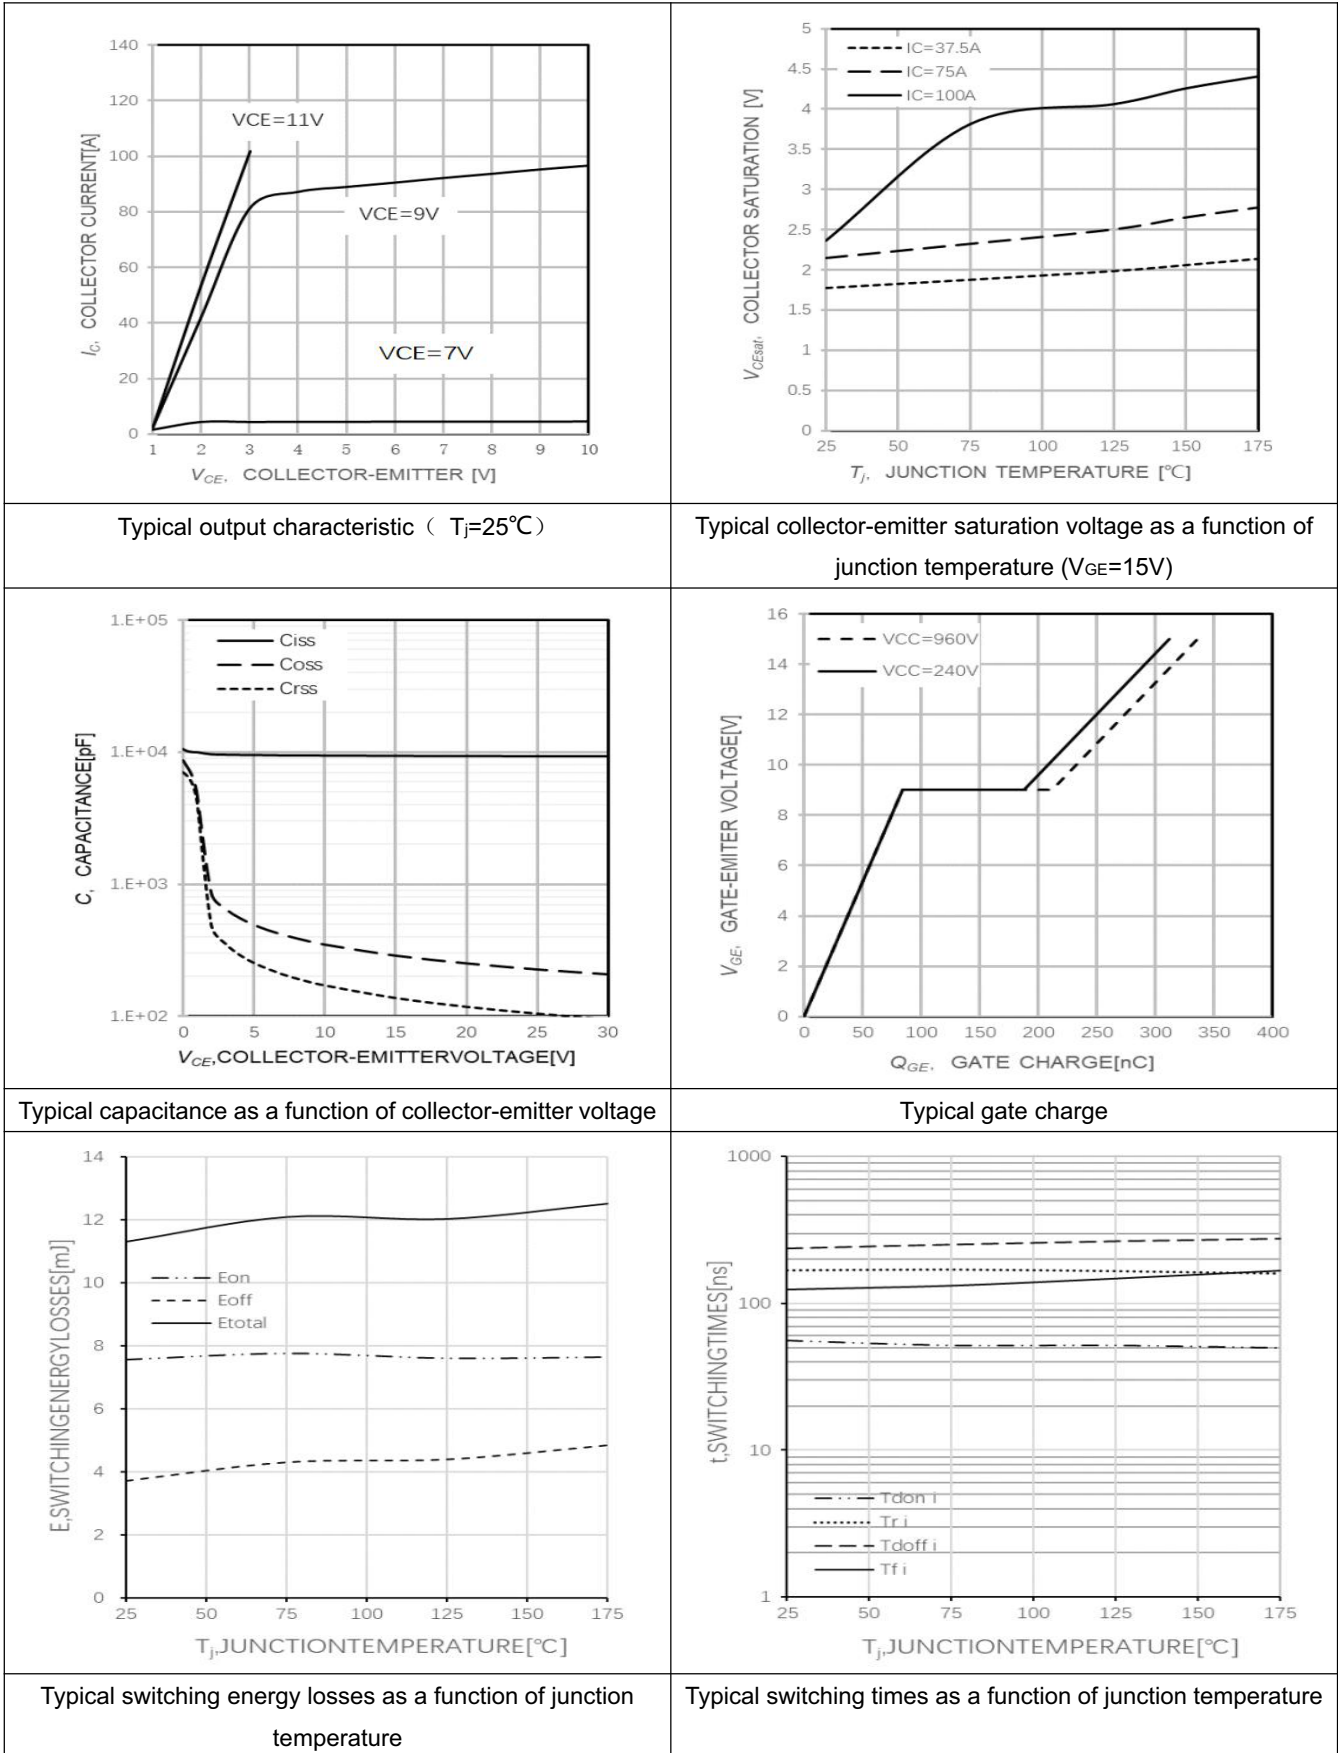 140
120
100
80
60
40
20
0
VCE=11V
VCE=9V
VCE=7V
IC, COLLECTOR CURRENT[A]
1 2 3 4 5 6 7 8 9 10
VCE, COLLECTOR-EMITTER [V]
Typical output characteristic（ Tj=25℃）
5
4.5
4
3.5
3
2.5
2
1.5
1
0.5
0
IC=37.5A
IC=75A
IC=100A
VCEsat, COLLECTOR SATURATION [V]
25 50 75 100 125 150 175
Tj, JUNCTION TEMPERATURE [℃]
Typical collector-emitter saturation voltage as a function of
junction temperature (VGE=15V)
1.E+05
1.E+04
1.E+03
1.E+02
Ciss
Coss
Crss
C, CAPACITANCE[pF]
0 5 10 15 20 25 30
VCE,COLLECTOR-EMITTERVOLTAGE[V]
Typical capacitance as a function of collector-emitter voltage
16
14
12
10
8
6
4
2
0
VCC=960V
VCC=240V
VGE, GATE-EMITER VOLTAGE[V]
0 50 100 150 200 250 300 350 400
QGE, GATE CHARGE[nC]
Typical gate charge
14
12
10
8
6
4
2
0
Eon
Eoff
Etotal
E,SWITCHINGENERGYLOSSES[mJ]
25 50 75 100 125 150 175
Tj,JUNCTIONTEMPERATURE[℃]
Typical switching energy losses as a function of junction
temperature
1000
100
10
1
Tdon i
Tr i
Tdoff i
Tf i
t,SWITCHINGTIMES[ns]
25 50 75 100 125 150 175
Tj,JUNCTIONTEMPERATURE[℃]
Typical switching times as a function of junction temperature